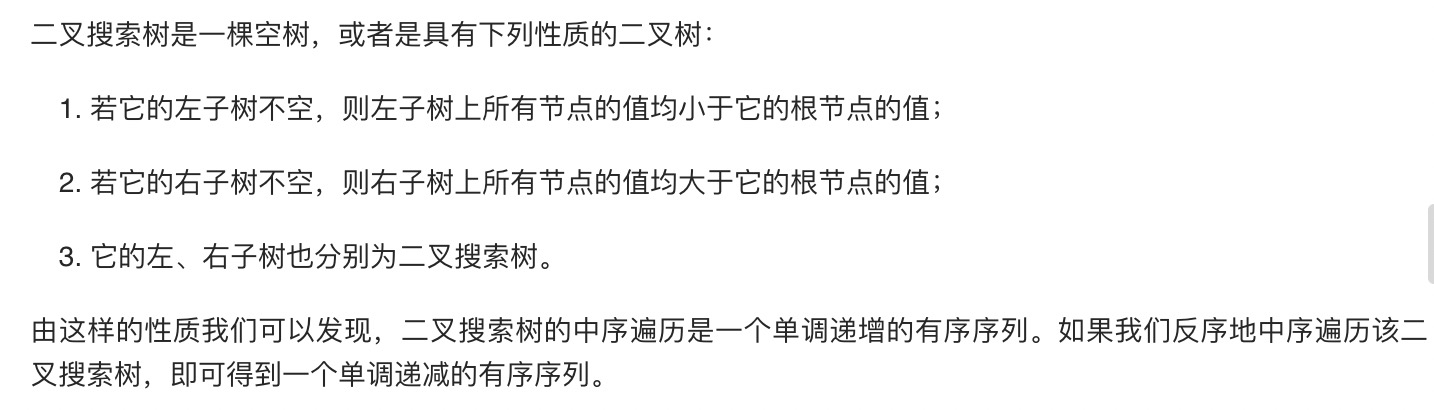 二叉搜索树是一棵空树，或者是具有下列性质的二叉树：
1. 若它的左子树不空，则左子树上所有节点的值均小于它的根节点的值；
2. 若它的右子树不空，则右子树上所有节点的值均大于它的根节点的值；
3. 它的左、右子树也分别为二叉搜索树。
由这样的性质我们可以发现，二叉搜索树的中序遍历是一个单调递增的有序序列。如果我们反序地中序遍历该二
叉搜索树，即可得到一个单调递减的有序序列。